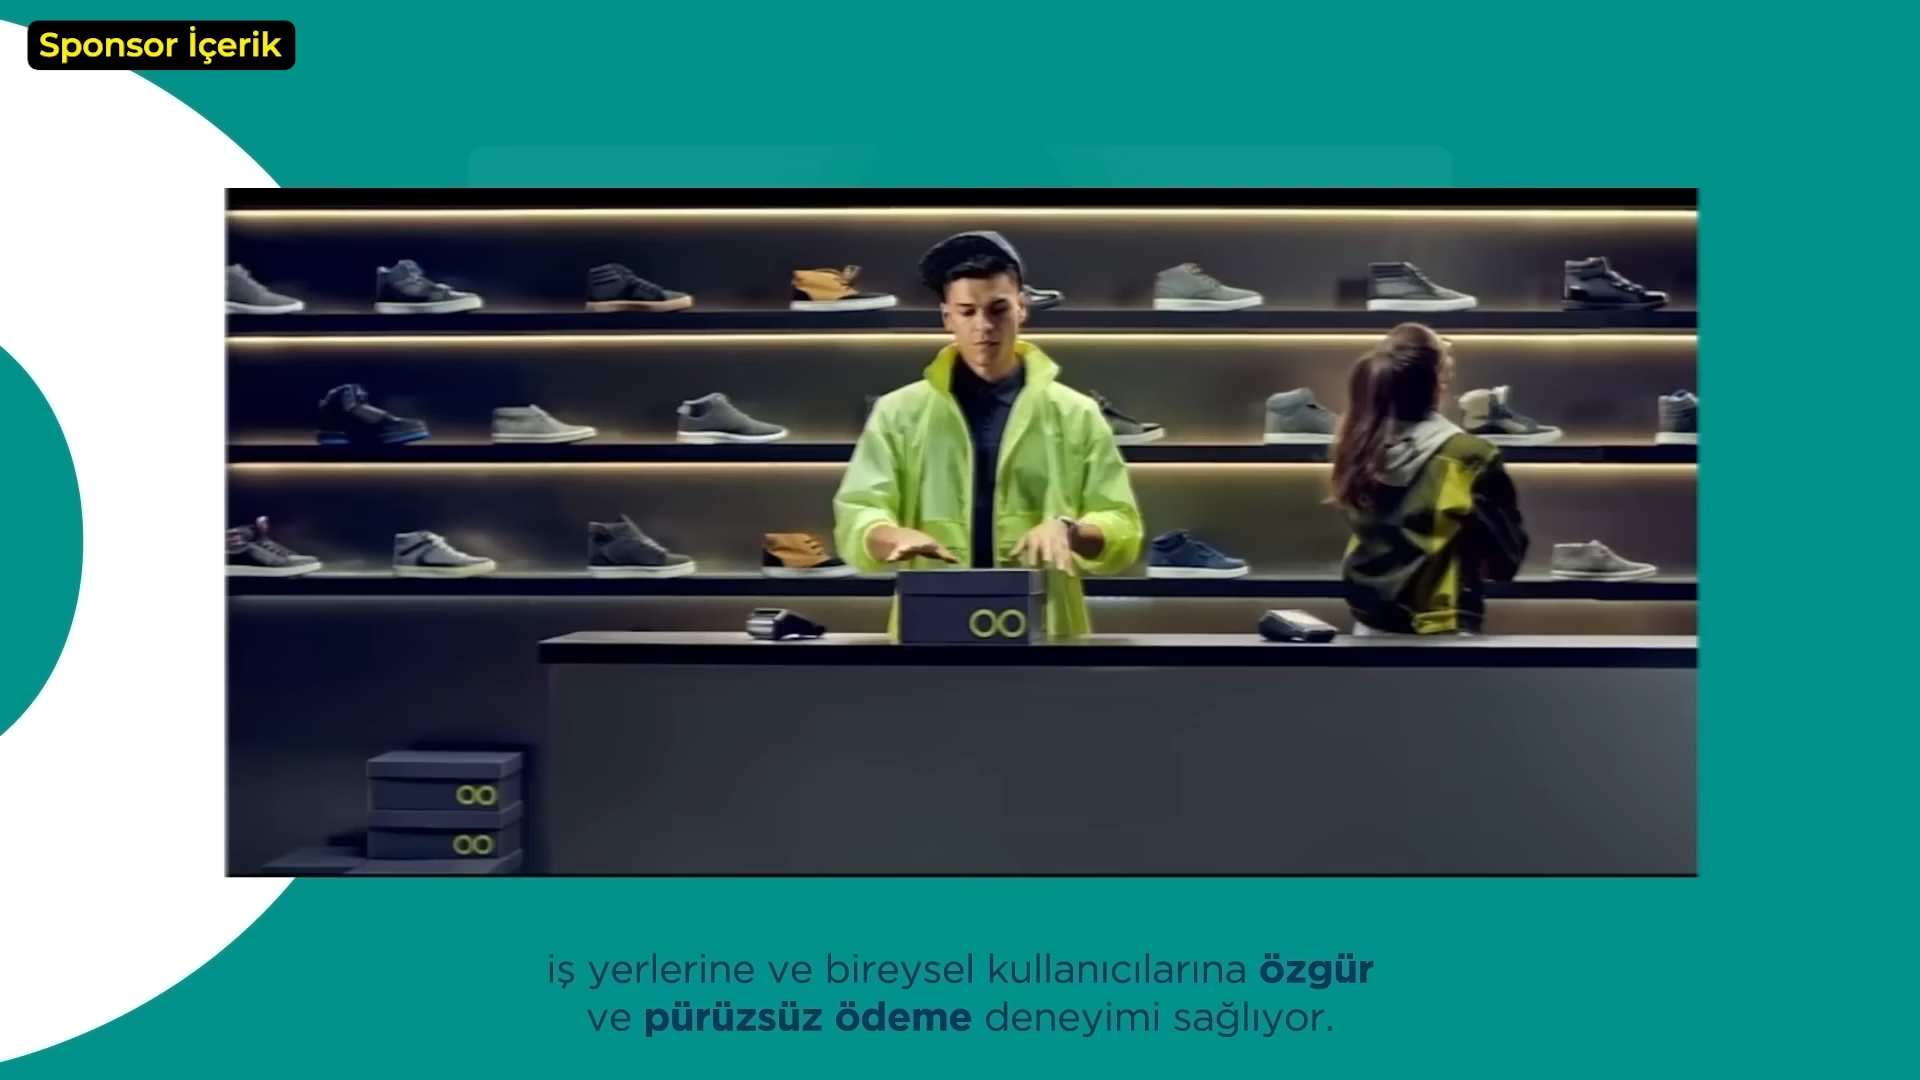 Sponsor İçerik
iş yerlerine ve bireysel kullanıcılarına özgür
ve pürüzsüz ödeme deneyimi sağlıyor.